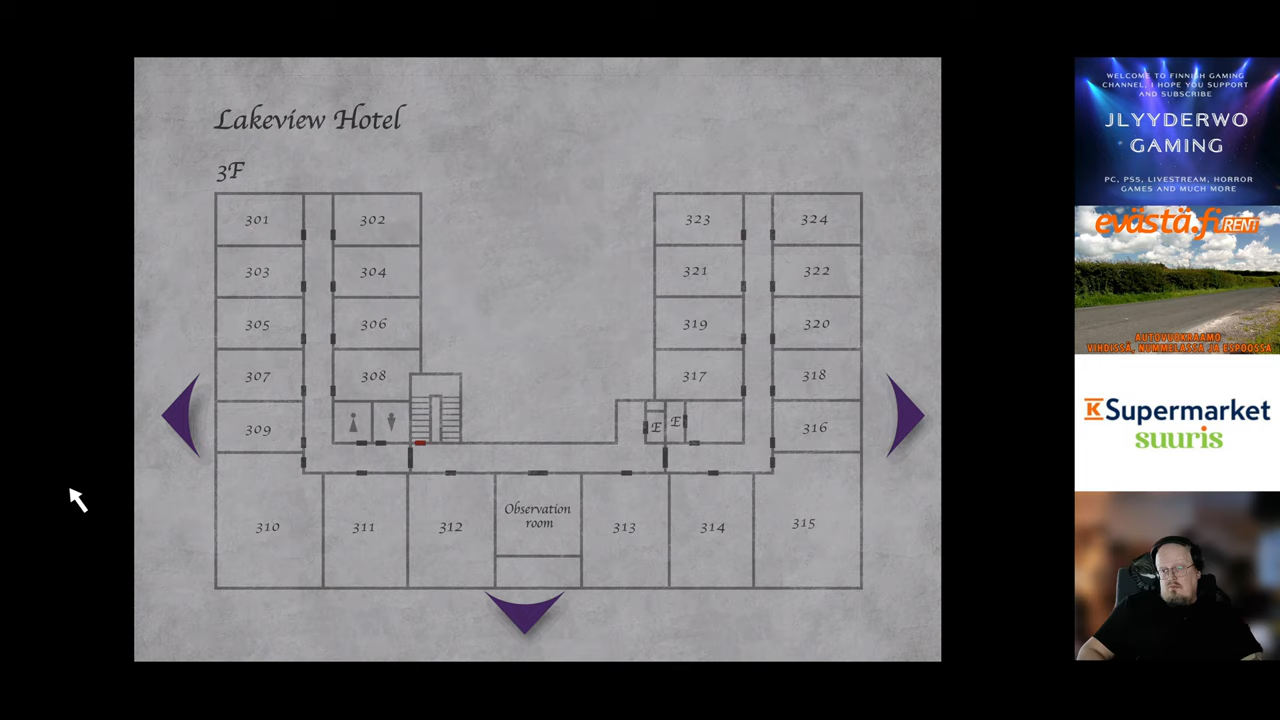 Lakeview Hotel
3F
301
302
323
324
303
304
321
322
305
306
319
320
307
308
317
318
309
E
E
316
310
311
312
Observation
room
313
314
315
WELCOME TO FINNISH GAMING
CHANNEL, I HOPE YOU SUPPORT
AND SUBSCRIBE
JLYYDERWO
GAMING
PC, PS5, LIVESTREAM, HORROR
GAMES AND MUCH MORE
evästä.fi RENT
AUTOVUOKRAAMO
VIHDISSÄ, NUMMELASSA JA ESPOOSSA
K Supermarket
suuris